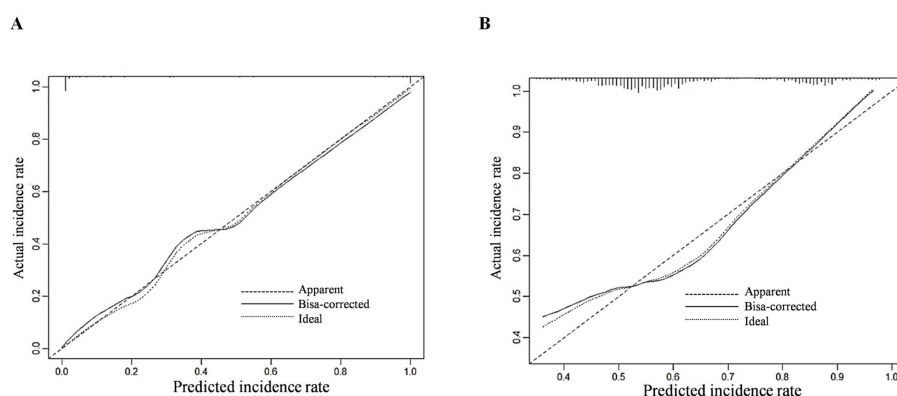 A
B
Actual incidence rate
0.0
0.2
0.4
0.6
0.8
1.0
Apparent
Bisa-corrected
Ideal
0.0 0.2 0.4 0.6 0.8 1.0
Predicted incidence rate
Actual incidence rate
0.4
0.5
0.6
0.7
0.8
0.9
1.0
Apparent
Bisa-corrected
Ideal
0.4 0.5 0.6 0.7 0.8 0.9 1.0
Predicted incidence rate